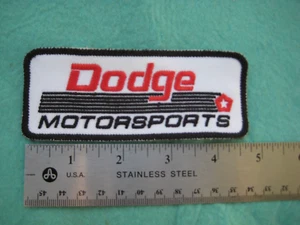 Dodge
MOTORSPORTS
1 2 3 4 5
U.S.A. STAINLESS STEEL